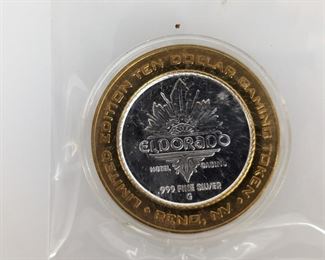 LIMITED EDITION TEN DOLLAR GAMING TOKEN
ELDORADO
HOTEL CASINO
.999 FINE SILVER
G
RENO, NV